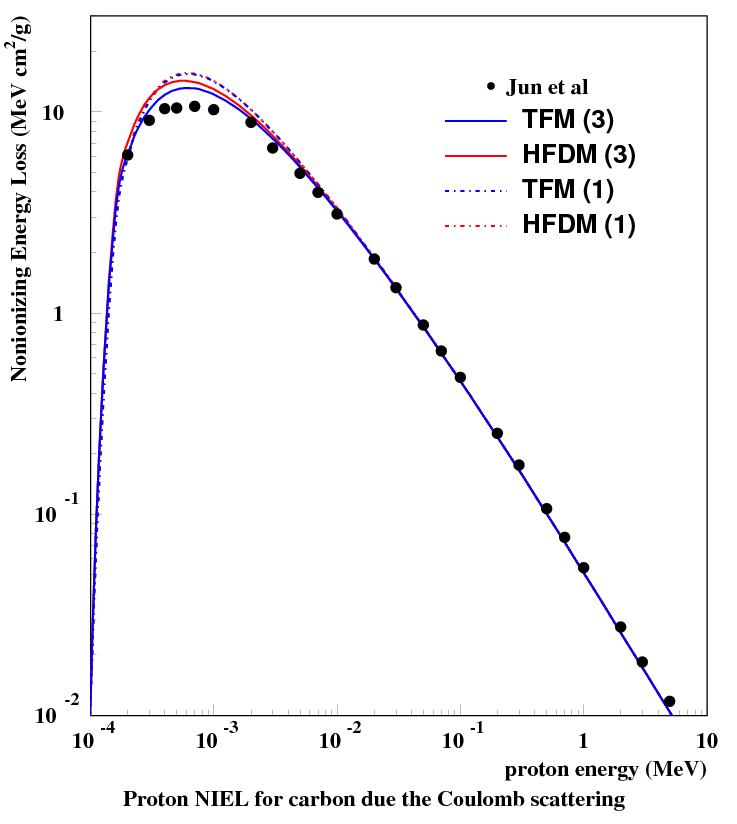 Nonionizing Energy Loss (MeV cm²/g)
Jun et al
TFM (3)
HFDM (3)
TFM (1)
HFDM (1)
10
1
10⁻¹
10⁻²
10⁻⁴ 10⁻³ 10⁻² 10⁻¹ 1 10
proton energy (MeV)
Proton NIEL for carbon due the Coulomb scattering